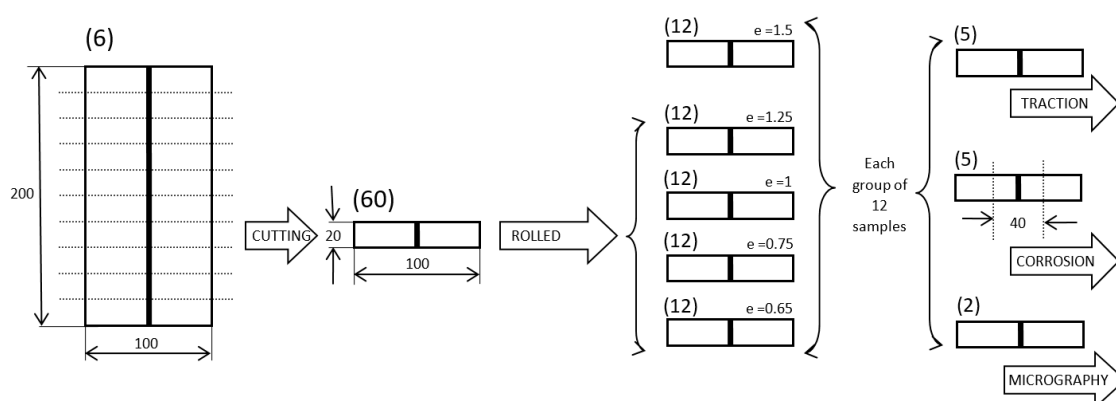 (6)
200
100
CUTTING
(60)
20
100
ROLLED
(12) e =1.5
(12) e =1.25
(12) e =1
(12) e =0.75
(12) e =0.65
Each
group of
12
samples
(5)
TRACTION
(5)
40
CORROSION
(2)
MICROGRAPHY